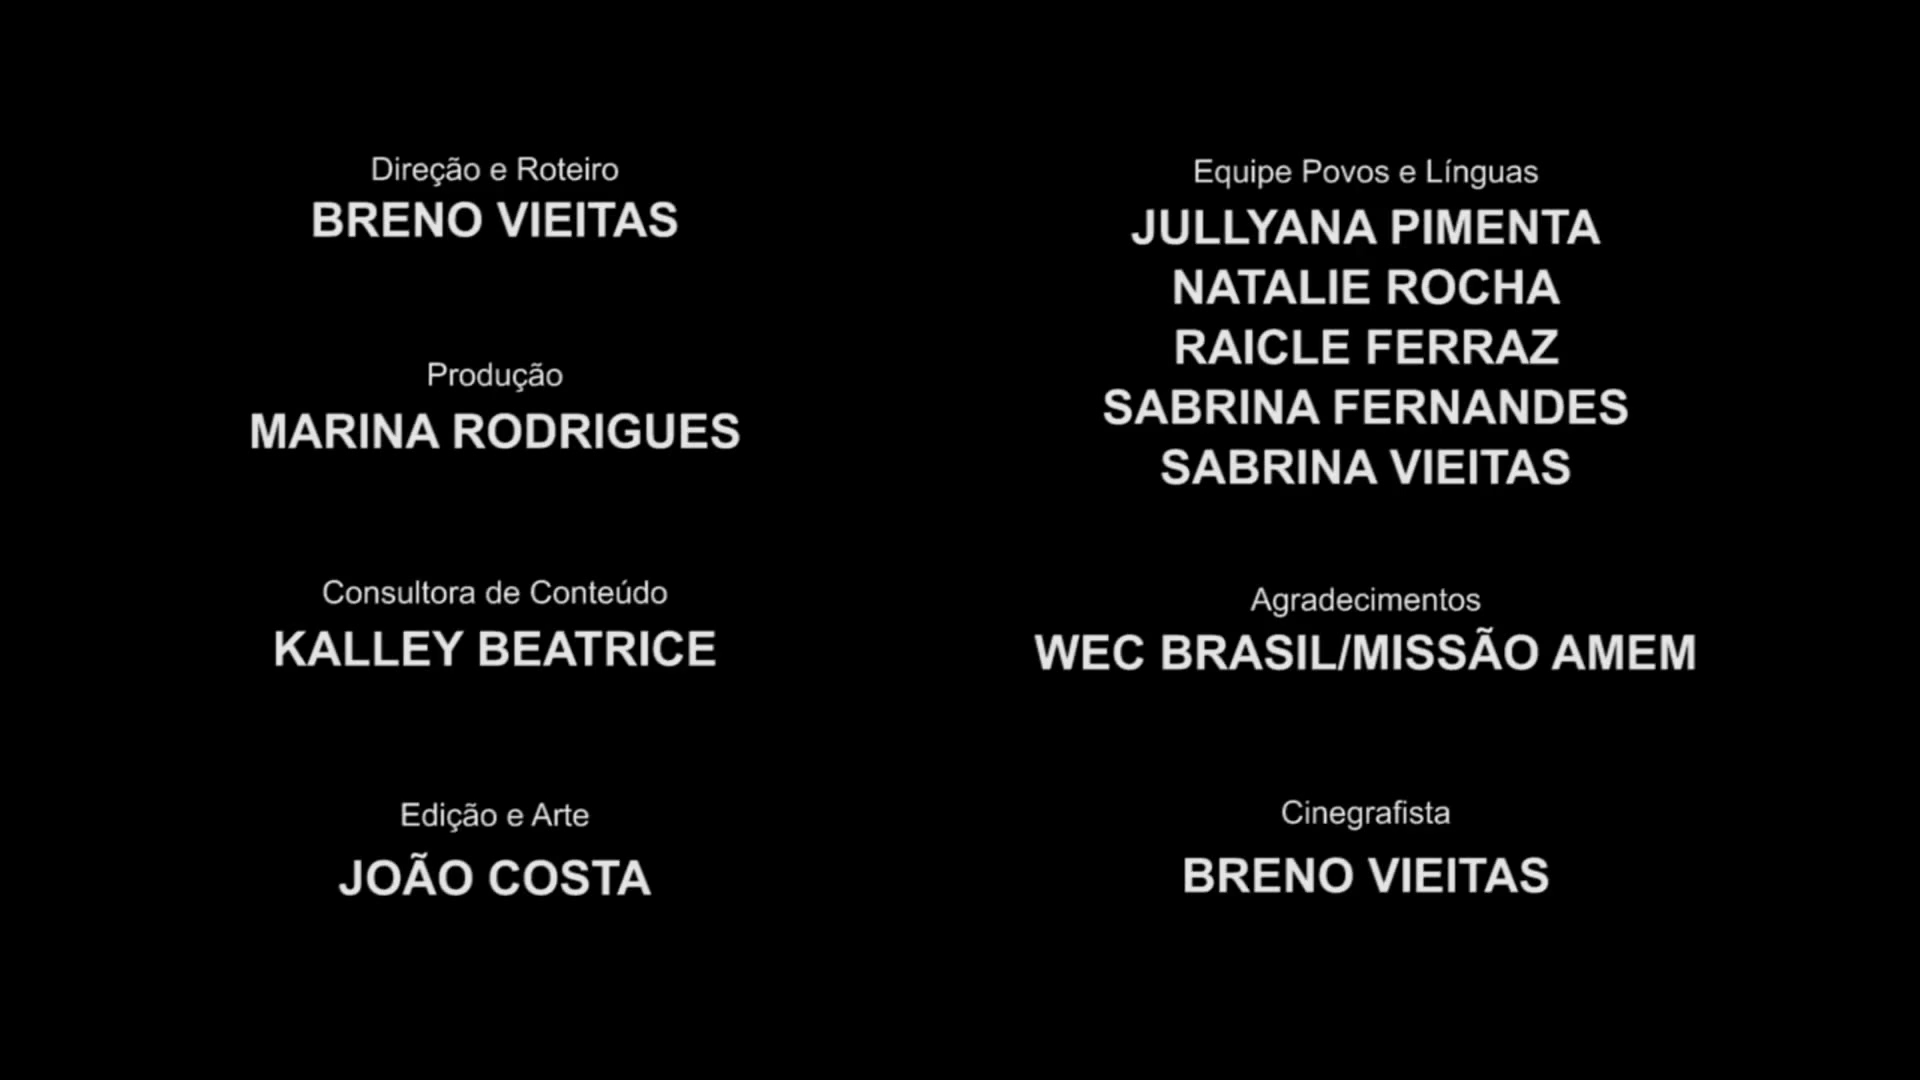 Direção e Roteiro
BRENO VIEITAS
Produção
MARINA RODRIGUES
Consultora de Conteúdo
KALLEY BEATRICE
Edição e Arte
JOÃO COSTA
Equipe Povos e Línguas
JULLYANA PIMENTA
NATALIE ROCHA
RAICLE FERRAZ
SABRINA FERNANDES
SABRINA VIEITAS
Agradecimentos
WEC BRASIL/MISSÃO AMEM
Cinegrafista
BRENO VIEITAS